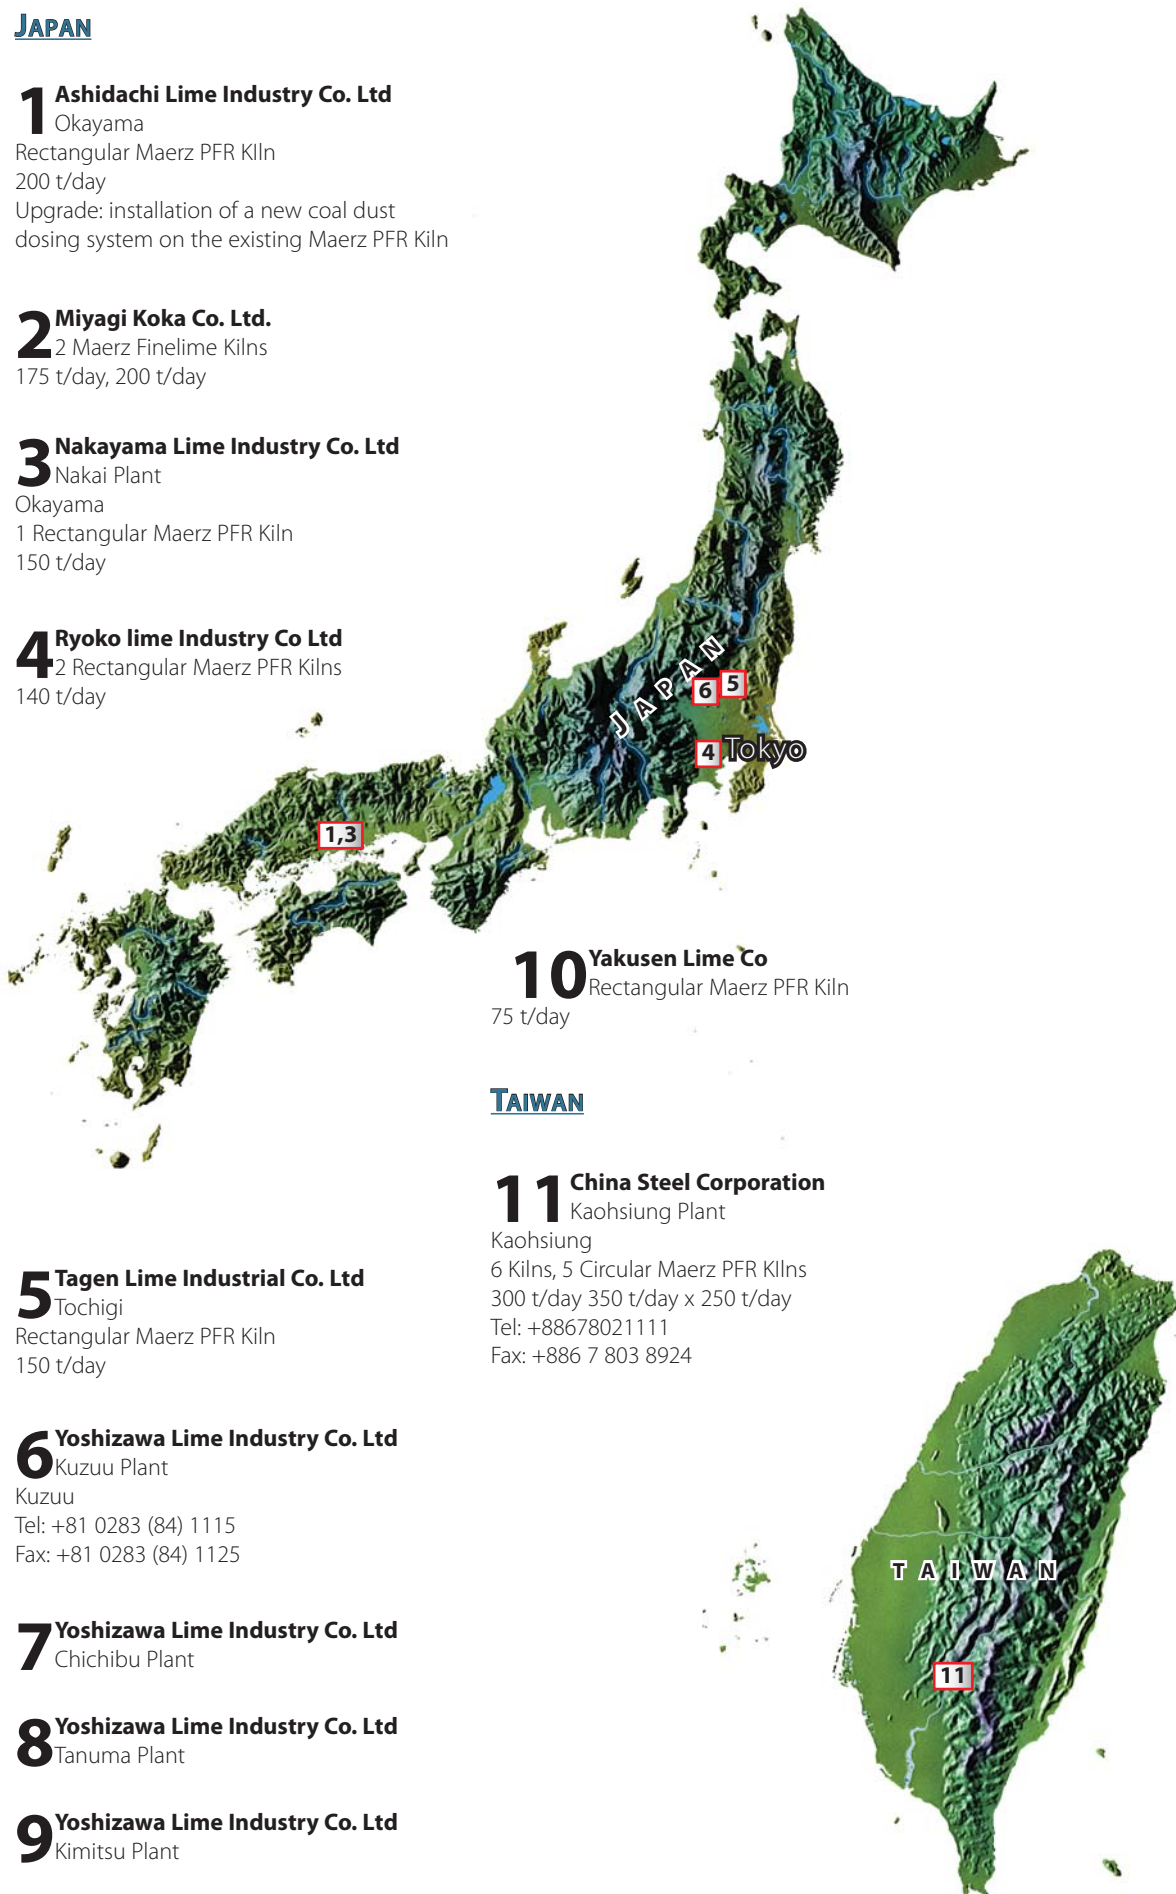 JAPAN
1 Ashidachi Lime Industry Co. Ltd
Okayama
Rectangular Maerz PFR KIln
200 t/day
Upgrade: installation of a new coal dust
dosing system on the existing Maerz PFR Kiln
2 Miyagi Koka Co. Ltd.
2 Maerz Finelime Kilns
175 t/day, 200 t/day
3 Nakayama Lime Industry Co. Ltd
Nakai Plant
Okayama
1 Rectangular Maerz PFR Kiln
150 t/day
4 Ryoko lime Industry Co Ltd
2 Rectangular Maerz PFR Kilns
140 t/day
JAPAN
6
5
4
Tokyo
1,3
10 Yakusen Lime Co
Rectangular Maerz PFR Kiln
75 t/day
TAIWAN
11 China Steel Corporation
Kaohsiung Plant
Kaohsiung
6 Kilns, 5 Circular Maerz PFR KIlns
300 t/day 350 t/day x 250 t/day
Tel: +88678021111
Fax: +886 7 803 8924
5 Tagen Lime Industrial Co. Ltd
Tochigi
Rectangular Maerz PFR Kiln
150 t/day
6 Yoshizawa Lime Industry Co. Ltd
Kuzuu Plant
Kuzuu
Tel: +81 0283 (84) 1115
Fax: +81 0283 (84) 1125
7 Yoshizawa Lime Industry Co. Ltd
Chichibu Plant
8 Yoshizawa Lime Industry Co. Ltd
Tanuma Plant
9 Yoshizawa Lime Industry Co. Ltd
Kimitsu Plant
TAIWAN
11